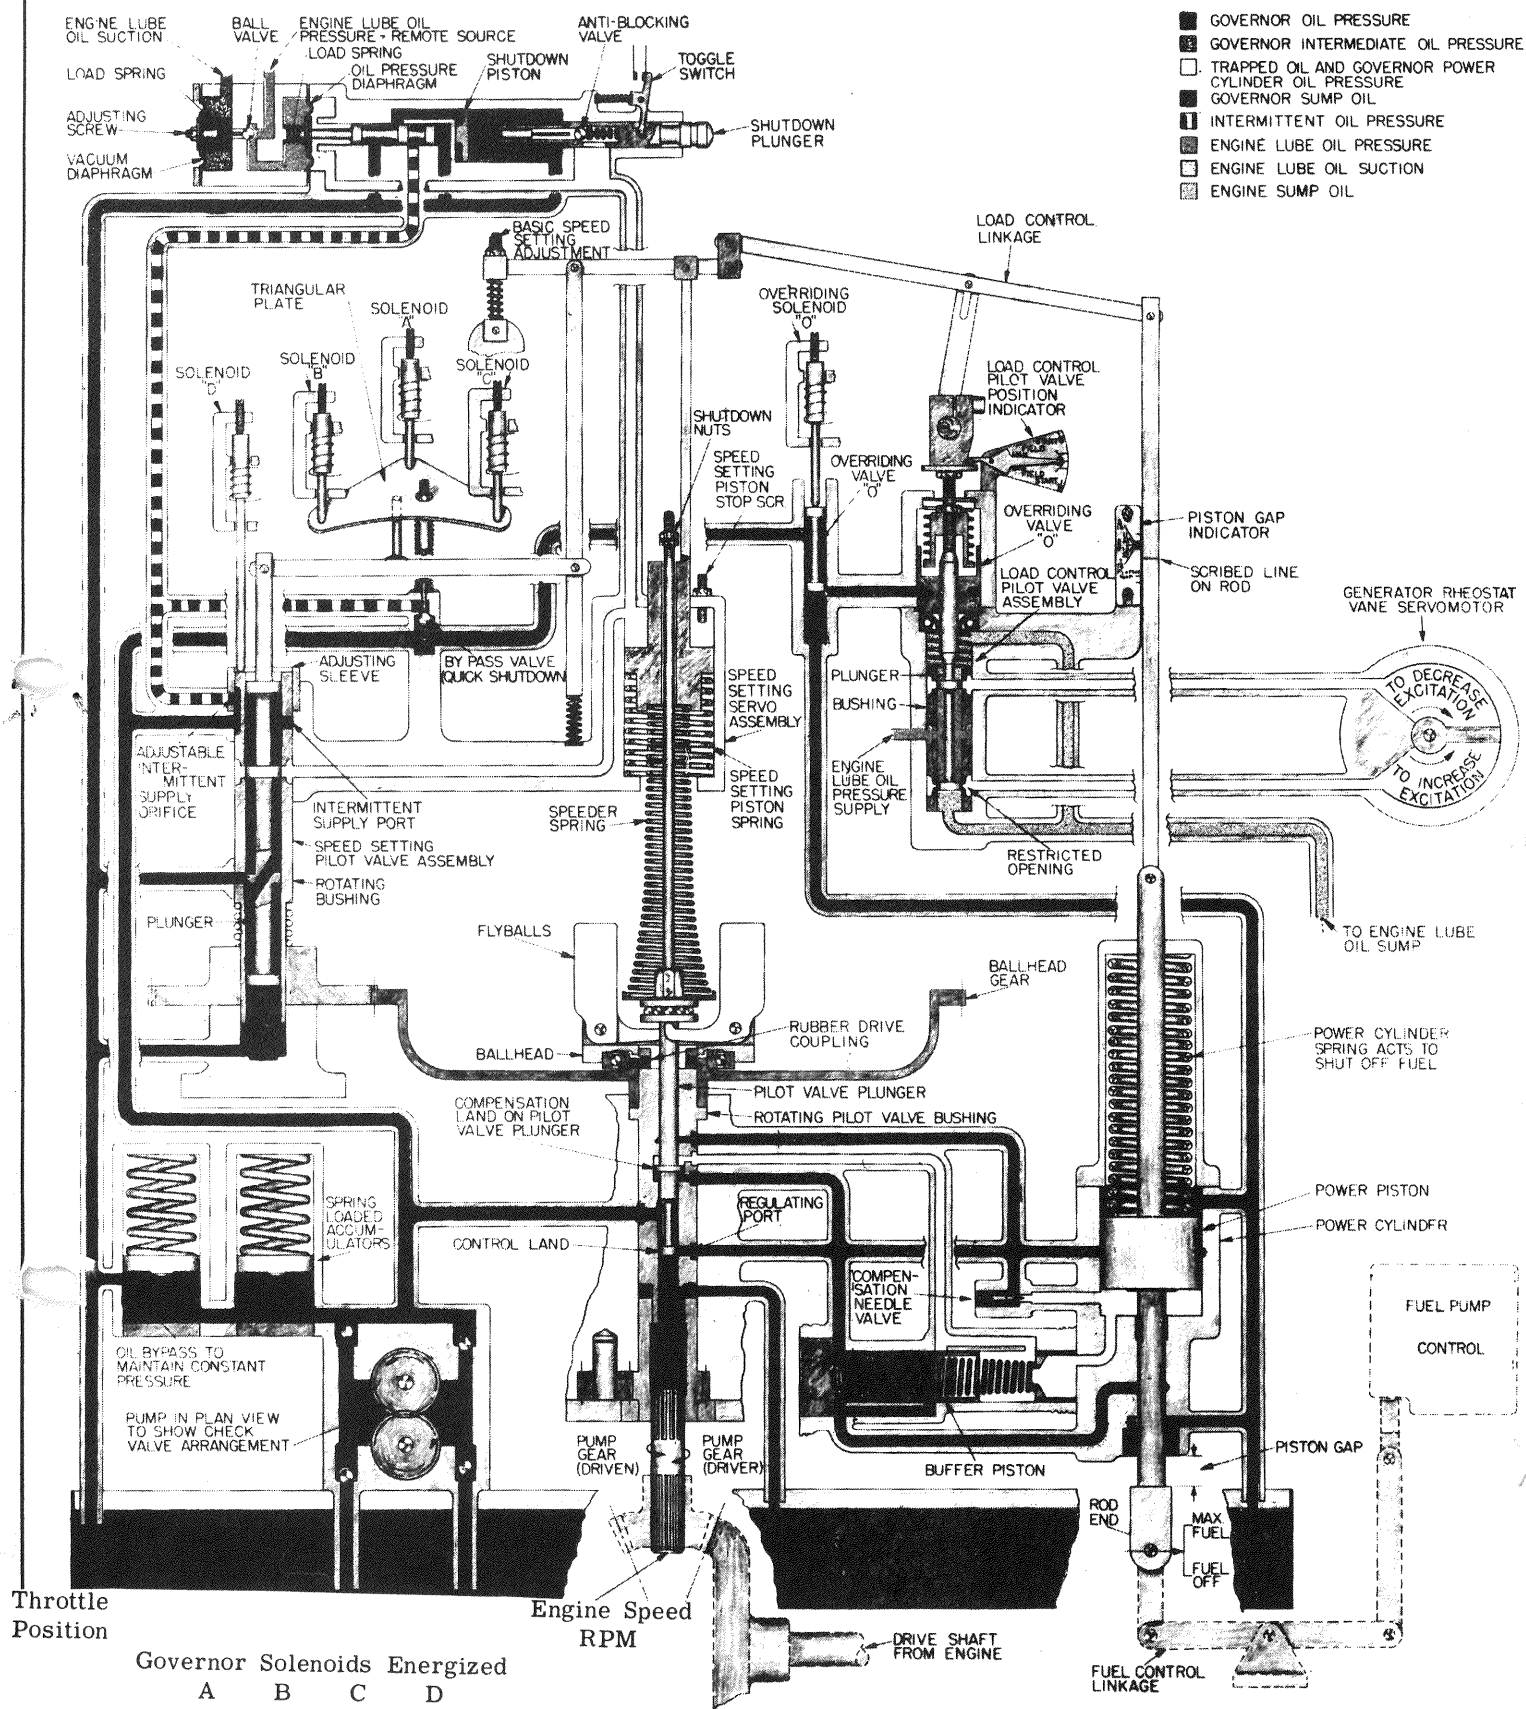 ENGINE LUBE
OIL SUCTION
BALL
VALVE
ENGINE LUBE OIL
PRESSURE - REMOTE SOURCE
LOAD SPRING
OIL PRESSURE
DIAPHRAGM
SHUTDOWN
PISTON
ANTI-BLOCKING
VALVE
TOGGLE
SWITCH
LOAD SPRING
ADJUSTING
SCREW
VACUUM
DIAPHRAGM
SHUTDOWN
PLUNGER
GOVERNOR OIL PRESSURE
GOVERNOR INTERMEDIATE OIL PRESSURE
TRAPPED OIL AND GOVERNOR POWER
CYLINDER OIL PRESSURE
GOVERNOR SUMP OIL
INTERMITTENT OIL PRESSURE
ENGINE LUBE OIL PRESSURE
ENGINE LUBE OIL SUCTION
ENGINE SUMP OIL
BASIC SPEED
SETTING
ADJUSTMENT
LOAD CONTROL
LINKAGE
TRIANGULAR
PLATE
SOLENOID
"A"
SOLENOID
"B"
SOLENOID
"C"
SOLENOID
"D"
OVERRIDING
SOLENOID
"O"
LOAD CONTROL
PILOT VALVE
POSITION
INDICATOR
SHUTDOWN
NUTS
SPEED
SETTING
PISTON
STOP SCR
OVERRIDING
VALVE
"O"
OVERRIDING
VALVE
"O"
PISTON GAP
INDICATOR
LOAD CONTROL
PILOT VALVE
ASSEMBLY
SCRIBED LINE
ON ROD
GENERATOR RHEOSTAT
VANE SERVOMOTOR
TO DECREASE
EXCITATION
TO INCREASE
EXCITATION
ADJUSTING
SLEEVE
BY PASS VALVE
(QUICK SHUTDOWN)
SPEED
SETTING
SERVO
ASSEMBLY
PLUNGER
BUSHING
ADJUSTABLE
INTER-
MITTENT
SUPPLY
ORIFICE
INTERMITTENT
SUPPLY PORT
SPEED SETTING
PILOT VALVE ASSEMBLY
ROTATING
BUSHING
PLUNGER
SPEEDER
SPRING
SPEED
SETTING
PISTON
SPRING
ENGINE
LUBE OIL
PRESSURE
SUPPLY
RESTRICTED
OPENING
TO ENGINE LUBE
OIL SUMP
FLYBALLS
BALLHEAD
GEAR
BALLHEAD
RUBBER DRIVE
COUPLING
POWER CYLINDER
SPRING ACTS TO
SHUT OFF FUEL
PILOT VALVE PLUNGER
COMPENSATION
LAND ON PILOT
VALVE PLUNGER
ROTATING PILOT VALVE BUSHING
SPRING
LOADED
ACCUM-
ULATORS
REGULATING
PORT
CONTROL LAND
POWER PISTON
POWER CYLINDER
COMPEN-
SATION
NEEDLE
VALVE
FUEL PUMP
CONTROL
OIL BYPASS TO
MAINTAIN CONSTANT
PRESSURE
PUMP IN PLAN VIEW
TO SHOW CHECK
VALVE ARRANGEMENT
PUMP
GEAR
(DRIVEN)
PUMP
GEAR
(DRIVER)
BUFFER PISTON
PISTON GAP
ROD
END
MAX.
FUEL
FUEL
OFF
Throttle
Position
Engine Speed
RPM
DRIVE SHAFT
FROM ENGINE
FUEL CONTROL
LINKAGE
Governor Solenoids Energized
A B C D